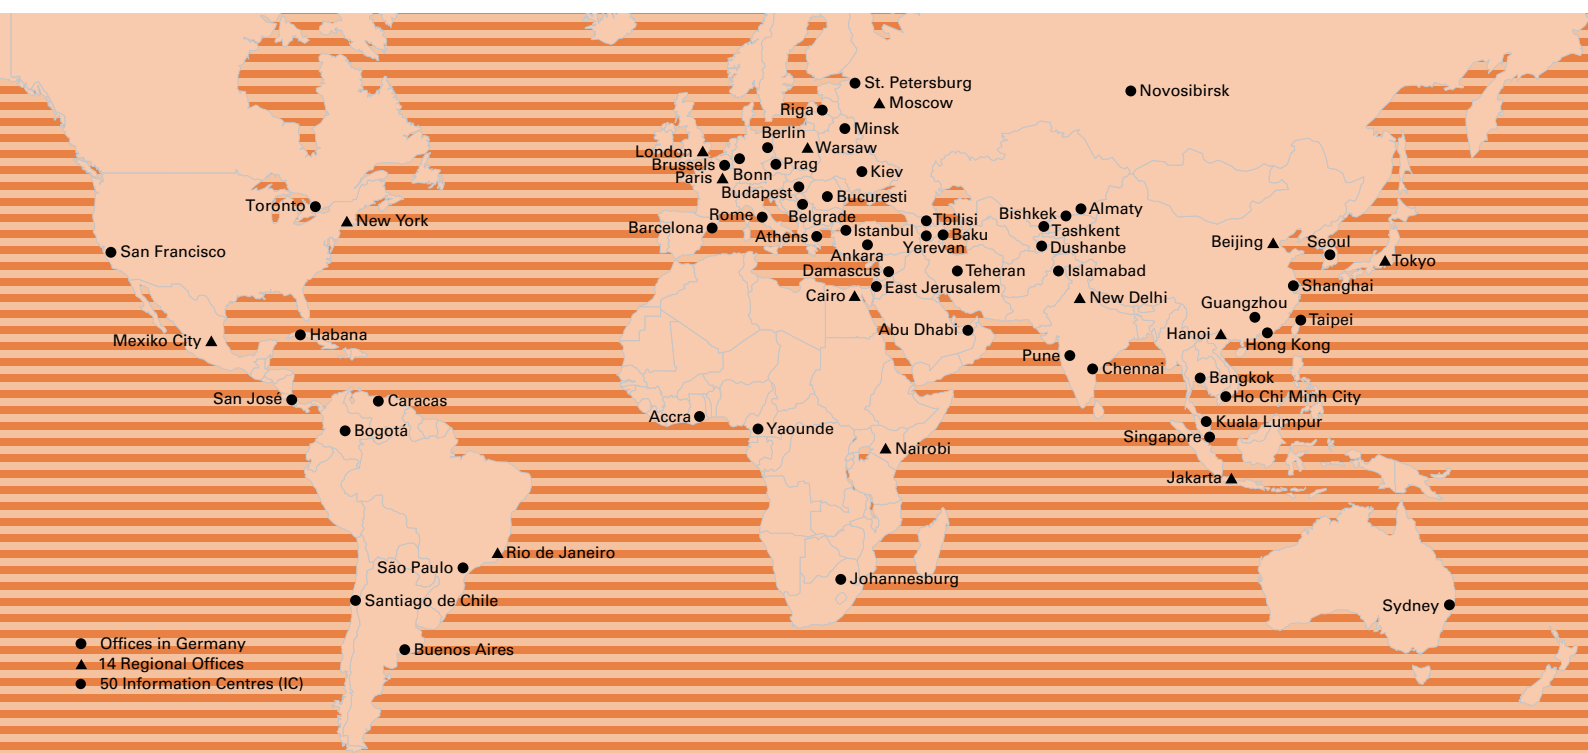 St. Petersburg
Novosibirsk
Moscow
Riga
Minsk
Berlin
London
Warsaw
Brussels
Prag
Bonn
Kiev
Paris
Budapest
Bucuresti
Toronto
New York
Rome
Belgrade
Barcelona
Athens
Istanbul
Tbilisi
Baku
Yerevan
Bishkek
Almaty
Tashkent
Dushanbe
Beijing
Seoul
Tokyo
San Francisco
Ankara
Damascus
Teheran
Islamabad
East Jerusalem
Cairo
New Delhi
Shanghai
Guangzhou
Taipei
Hanoi
Hong Kong
Abu Dhabi
Mexiko City
Habana
Pune
Chennai
Bangkok
Ho Chi Minh City
San José
Caracas
Bogotá
Accra
Yaounde
Kuala Lumpur
Singapore
Nairobi
Jakarta
Rio de Janeiro
São Paulo
Johannesburg
Santiago de Chile
Sydney
Buenos Aires
Offices in Germany
14 Regional Offices
50 Information Centres (IC)